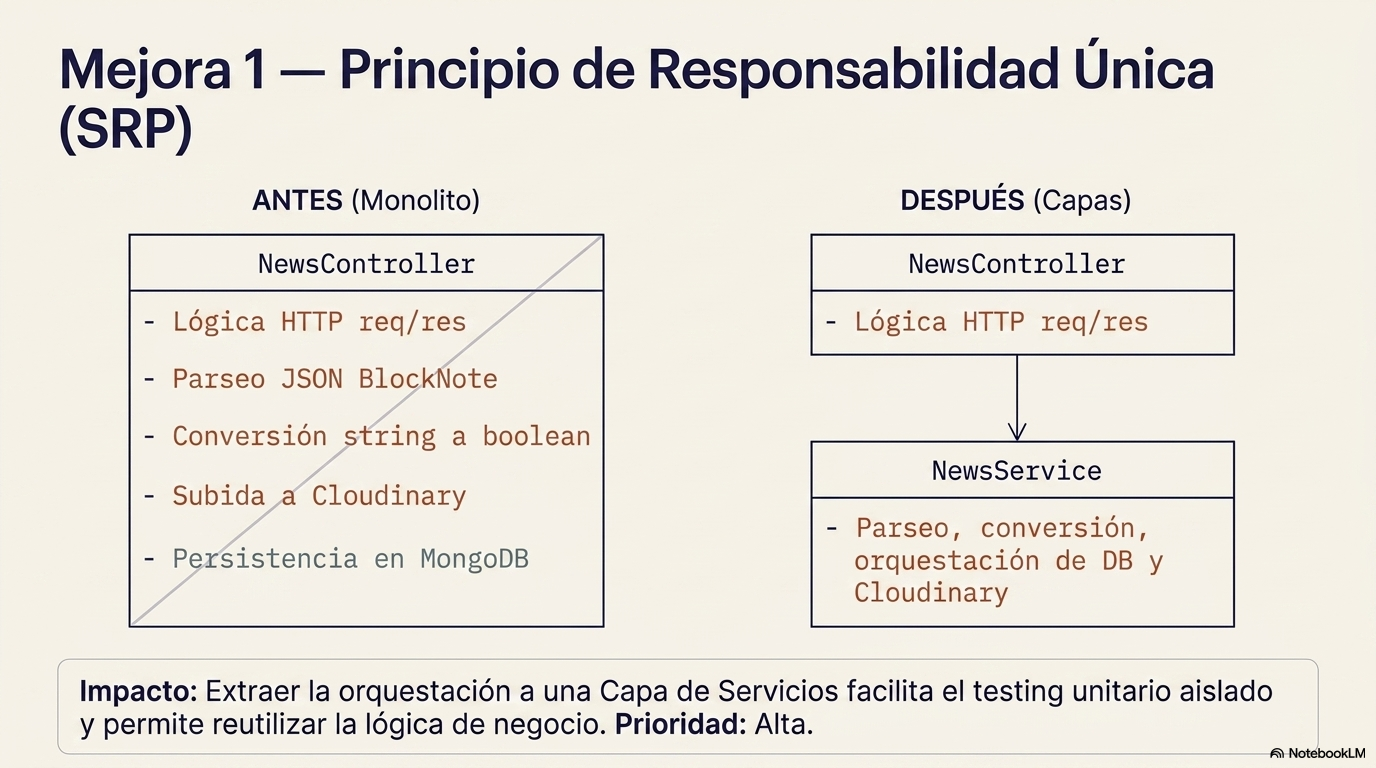 Mejora 1 — Principio de Responsabilidad Única
(SRP)
ANTES (Monolito)
NewsController
- Lógica HTTP req/res
- Parseo JSON BlockNote
- Conversión string a boolean
- Subida a Cloudinary
- Persistencia en MongoDB
DESPUÉS (Capas)
NewsController
- Lógica HTTP req/res
NewsService
- Parseo, conversión,
orquestación de DB y
Cloudinary
Impacto: Extraer la orquestación a una Capa de Servicios facilita el testing unitario aislado
y permite reutilizar la lógica de negocio. Prioridad: Alta.
NotebookLM